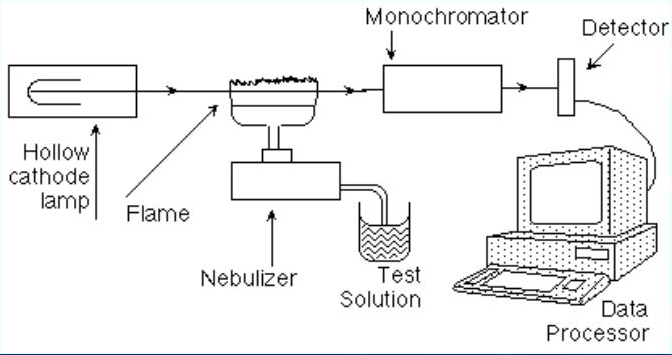 Monochromator
Detector
Hollow
cathode
lamp
Flame
Nebulizer
Test
Solution
Data
Processor